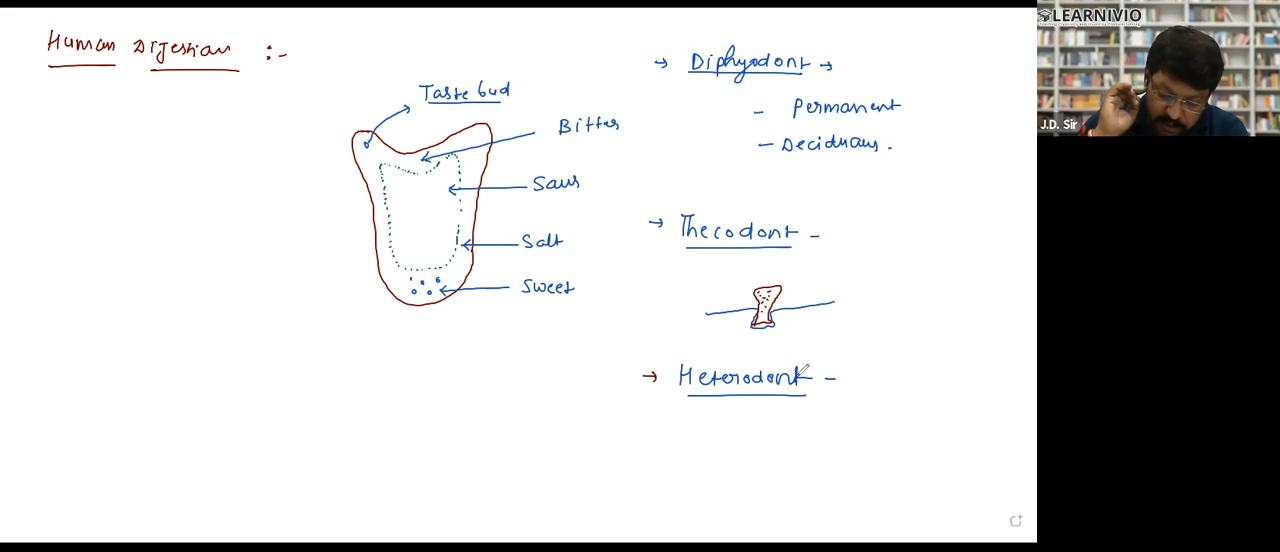 Human Digestion :-
Taste bud
Bitter
Sour
Salt
Sweet
→ Diphyodont →
- Permanent
- Deciduous.
→ Thecodont -
→ Heterodont -
LEARNIVIO
J.D. Sir